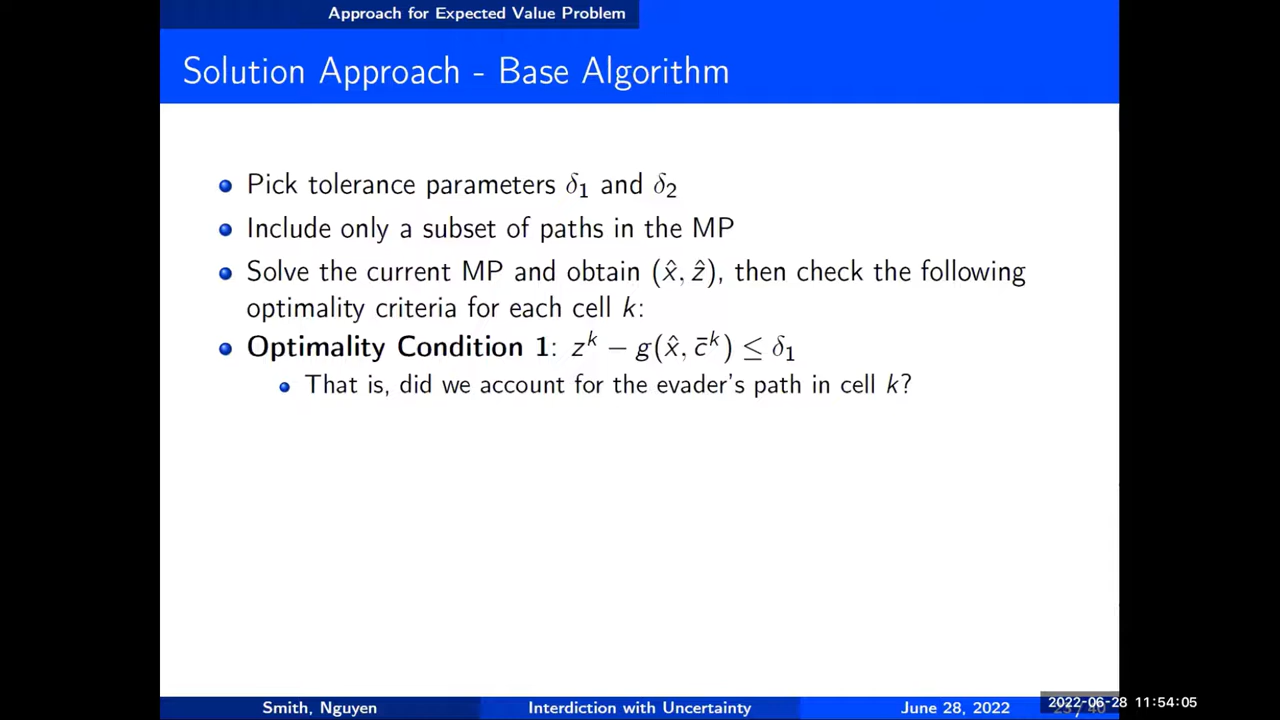 Approach for Expected Value Problem
Solution Approach - Base Algorithm
Pick tolerance parameters δ₁ and δ₂
Include only a subset of paths in the MP
Solve the current MP and obtain (x̂, ẑ), then check the following
optimality criteria for each cell k:
Optimality Condition 1: zᵏ − g(x̂, c̄ᵏ) ≤ δ₁
That is, did we account for the evader's path in cell k?
Smith, Nguyen
Interdiction with Uncertainty
June 28, 2022
2022-06-28 11:54:05